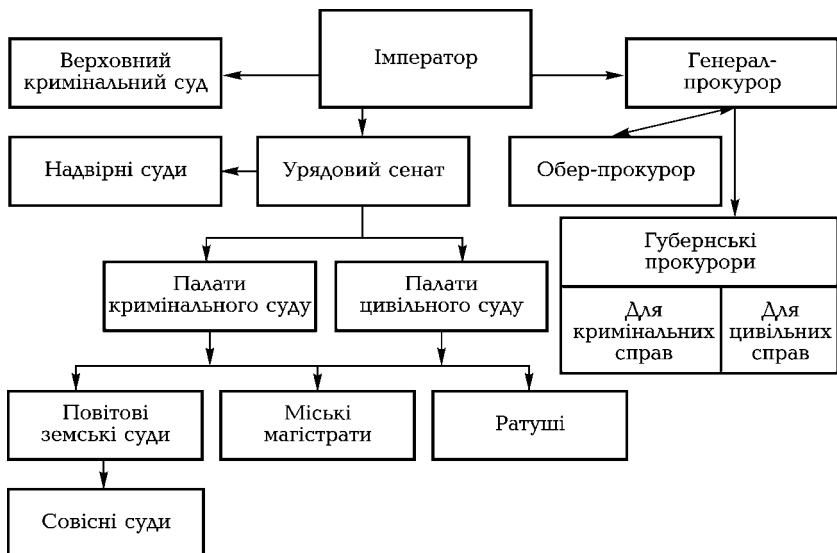 Верховний
кримінальний суд
Імператор
Генерал-
прокурор
Надвірні суди
Урядовий сенат
Обер-прокурор
Губернські
прокурори
Палати
кримінального суду
Палати
цивільного суду
Для
кримінальних
справ
Для
цивільних
справ
Повітові
земські суди
Міські
магістрати
Ратуші
Совісні суди